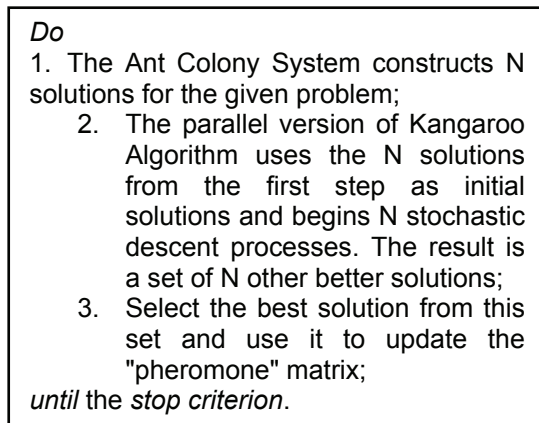 Do
1. The Ant Colony System constructs N
solutions for the given problem;
2. The parallel version of Kangaroo
Algorithm uses the N solutions
from the first step as initial
solutions and begins N stochastic
descent processes. The result is
a set of N other better solutions;
3. Select the best solution from this
set and use it to update the
"pheromone" matrix;
until the stop criterion.